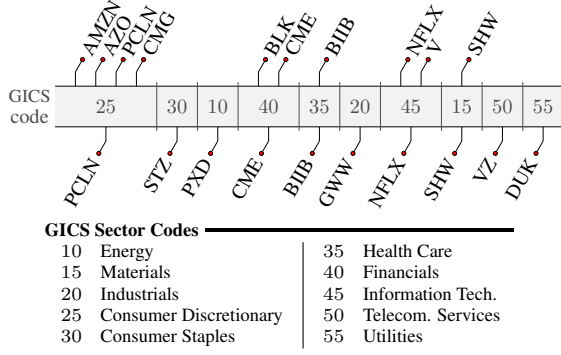 AMZN AZO PCLN CMG BLK CME BIIB NFLX V SHW
GICS code 25 30 10 40 35 20 45 15 50 55
PCLN STZ PXD CME BIIB GWW NFLX SHW VZ DUK
GICS Sector Codes
10 Energy
15 Materials
20 Industrials
25 Consumer Discretionary
30 Consumer Staples
35 Health Care
40 Financials
45 Information Tech.
50 Telecom. Services
55 Utilities